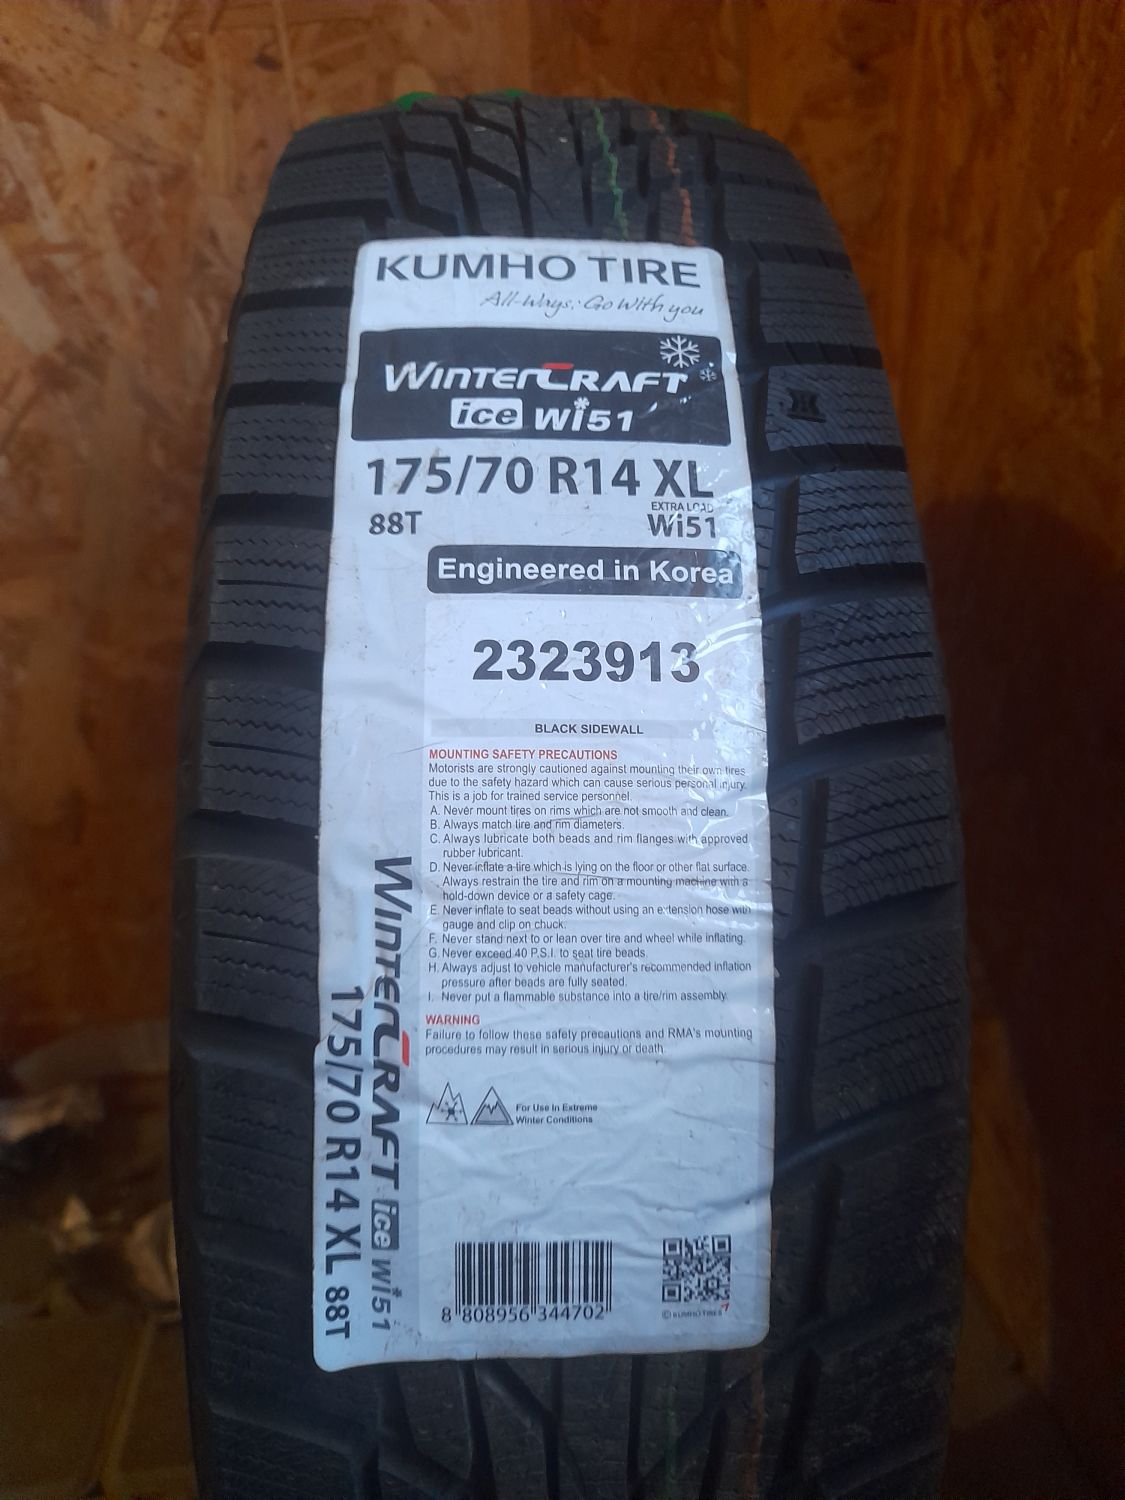 KUMHO TIRE
All-Ways: Go With you
WINTERCRAFT
ice wi51
175/70 R14 XL
EXTRA LOAD
88T
Wi51
Engineered in Korea
2323913
BLACK SIDEWALL
MOUNTING SAFETY PRECAUTIONS
Motorists are strongly cautioned against mounting their own tires
due to the safety hazard which can cause serious personal injury.
This is a job for trained service personnel.
A. Never mount tires on rims which are not smooth and clean.
B. Always match tire and rim diameters.
C. Always lubricate both beads and rim flanges with approved
rubber lubricant.
D. Never inflate a tire which is lying on the floor or other flat surface.
Always restrain the tire and rim on a mounting machine with a
hold-down device or a safety cage.
E. Never inflate to seat beads without using an extension hose with
gauge and clip on chuck.
F. Never stand next to or lean over tire and wheel while inflating.
G. Never exceed 40 P.S.I. to seat tire beads.
H. Always adjust to vehicle manufacturer's recommended inflation
pressure after beads are fully seated.
I. Never put a flammable substance into a tire/rim assembly.
WARNING
Failure to follow these safety precautions and RMA's mounting
procedures may result in serious injury or death
For Use In Extreme
Winter Conditions
8 808956 344702
© KUMHO TIRES
WINTERCRAFT ice wi51
175/70 R14 XL 88T